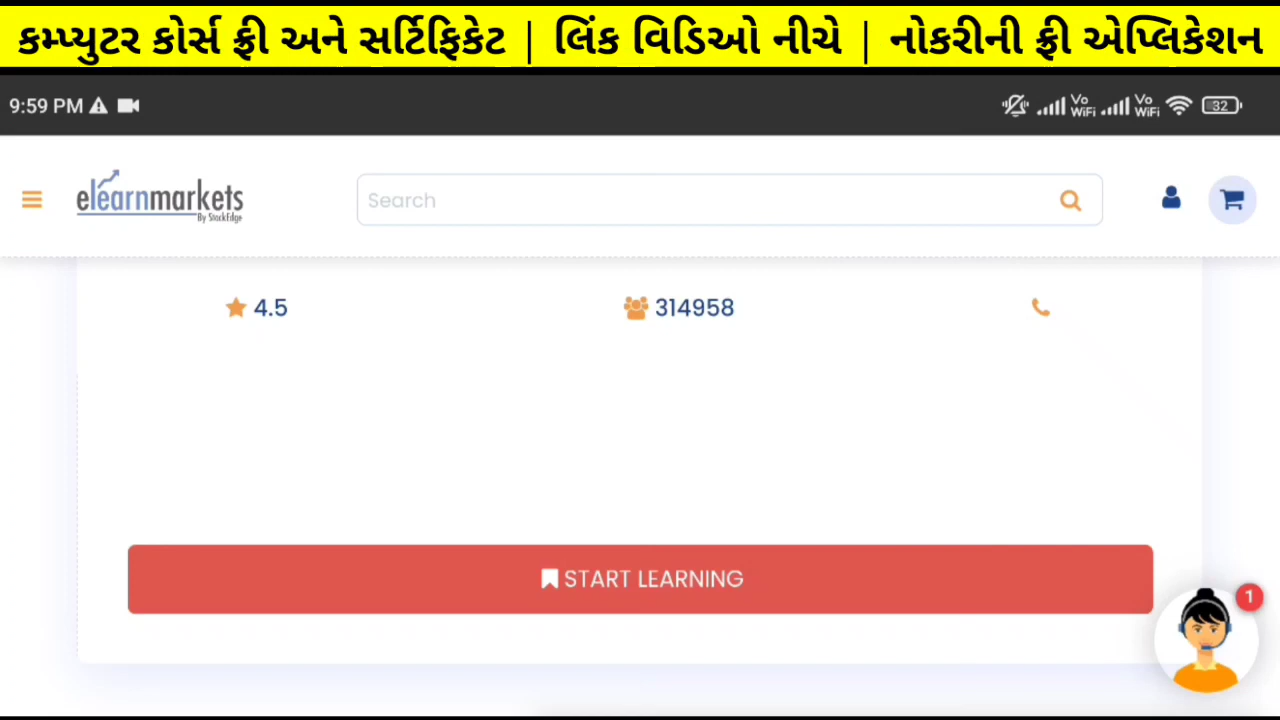 કમ્પ્યુટર કોર્સ ફ્રી અને સર્ટિફિકેટ | લિંક વિડિઓ નીચે | નોકરીની ફ્રી એપ્લિકેશન
9:59 PM Vo WiFi Vo WiFi 32
elearnmarkets
By StockEdge
Search
4.5 314958
START LEARNING
1